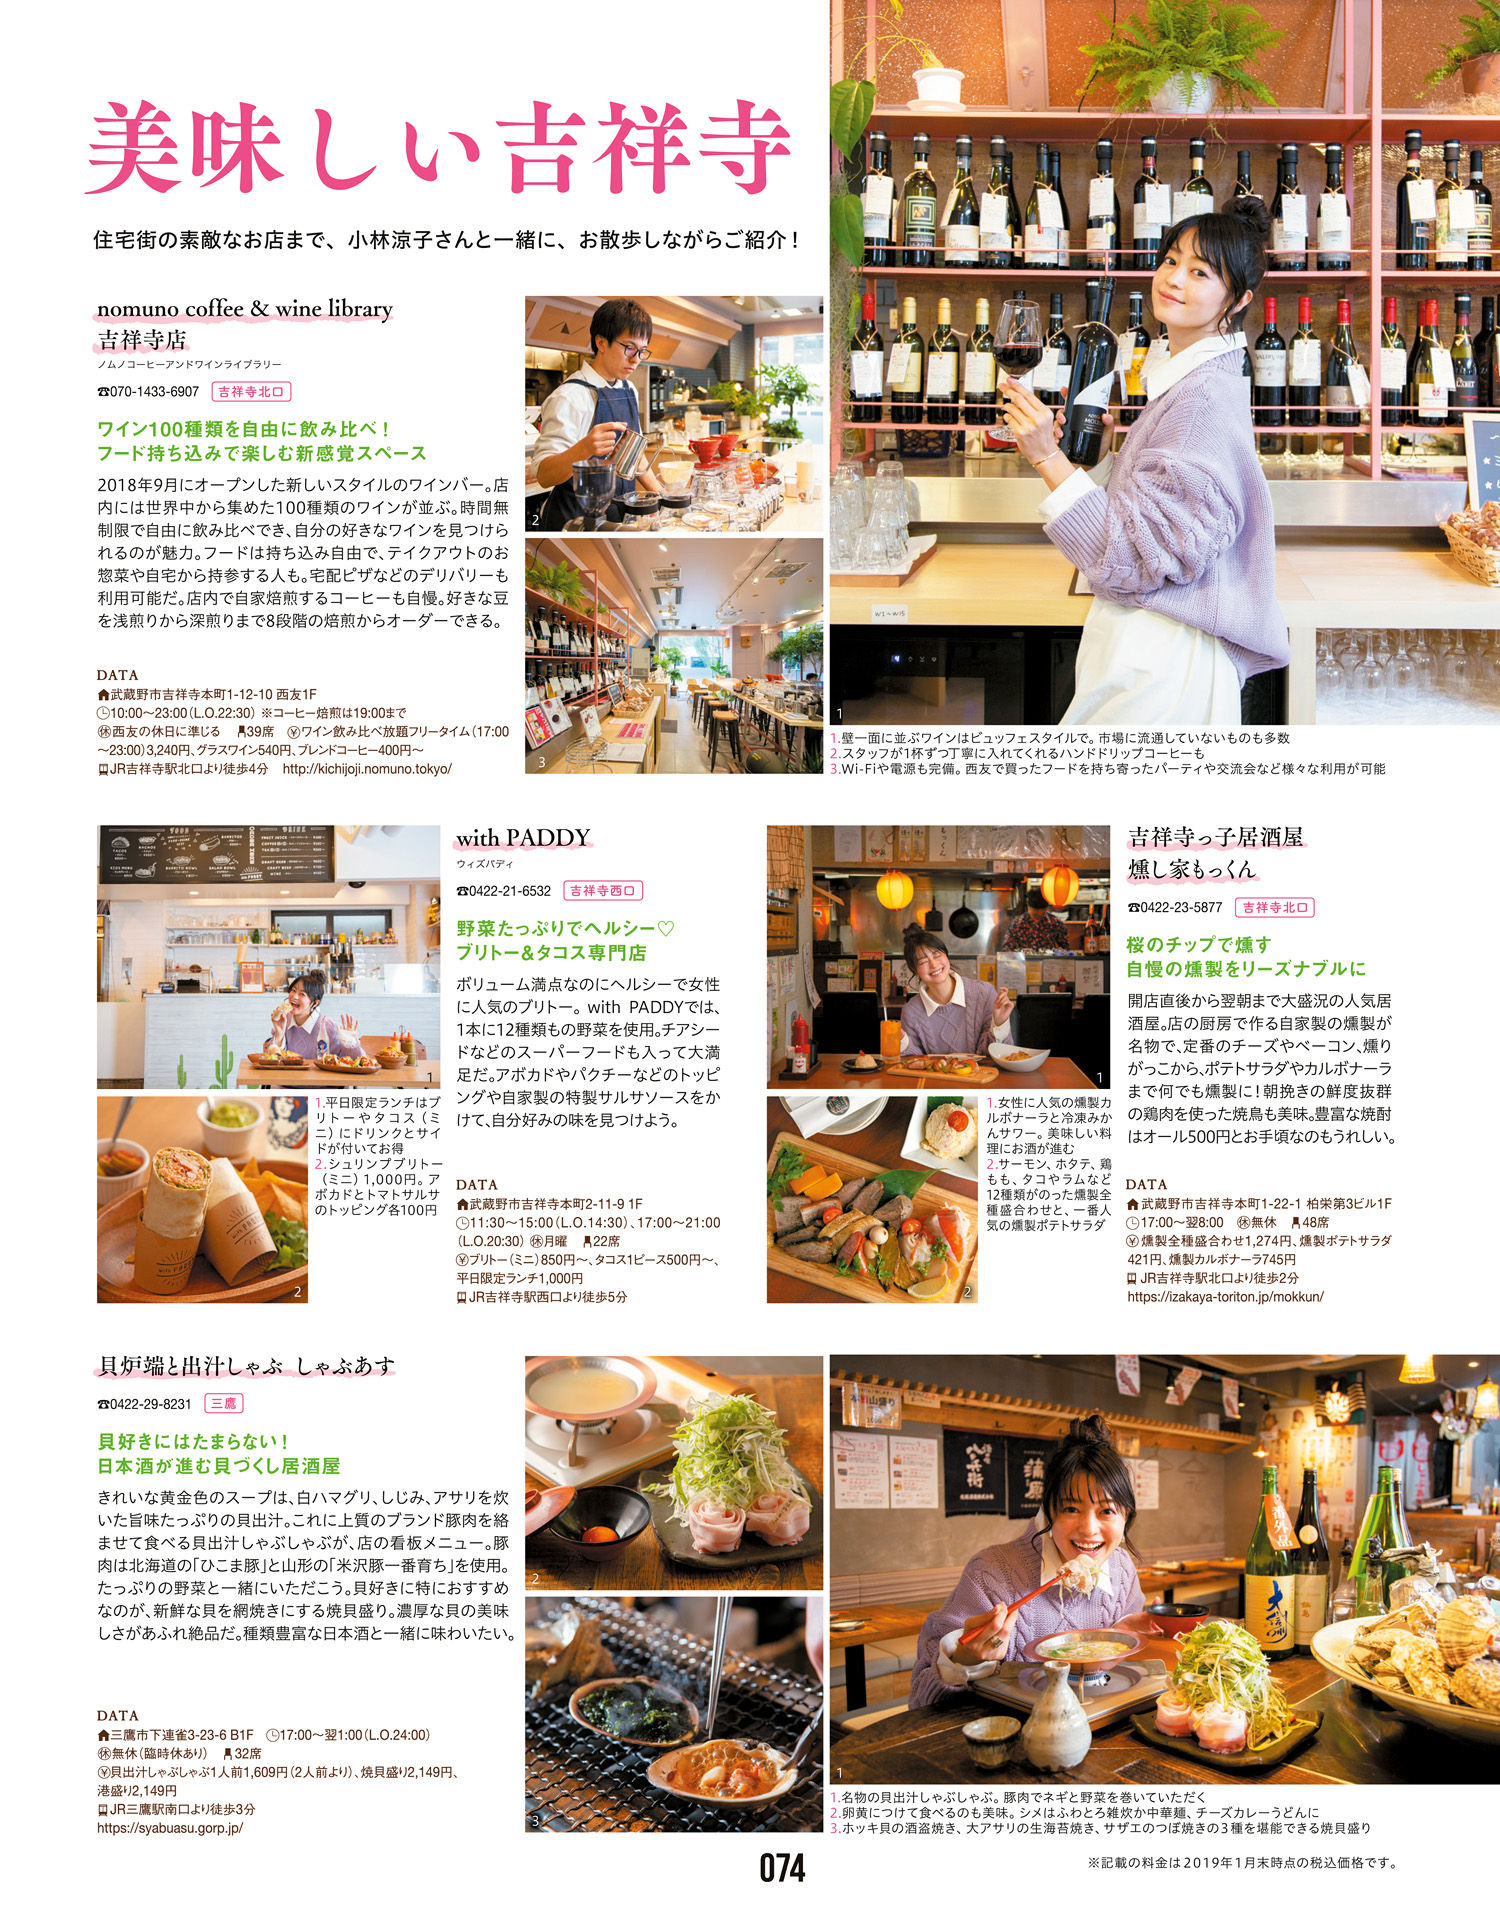 美味しい吉祥寺
住宅街の素敵なお店まで、小林涼子さんと一緒に、お散歩しながらご紹介！
nomuno coffee & wine library
吉祥寺店
ノムノコーヒーアンドワインライブラリー
☎070-1433-6907 吉祥寺北口
ワイン100種類を自由に飲み比べ！
フード持ち込みで楽しむ新感覚スペース
2018年9月にオープンした新しいスタイルのワインバー。店
内には世界中から集めた100種類のワインが並ぶ。時間無
制限で自由に飲み比べでき、自分の好きなワインを見つけら
れるのが魅力。フードは持ち込み自由で、テイクアウトのお
惣菜や自宅から持参する人も。宅配ピザなどのデリバリーも
利用可能だ。店内で自家焙煎するコーヒーも自慢。好きな豆
を浅煎りから深煎りまで8段階の焙煎からオーダーできる。
DATA
武蔵野市吉祥寺本町1-12-10 西友1F
10:00〜23:00（L.O.22:30） ※コーヒー焙煎は19:00まで
㊡西友の休日に準じる 39席 ¥ワイン飲み比べ放題フリータイム（17:00
〜23:00）3,240円、グラスワイン540円、ブレンドコーヒー400円〜
JR吉祥寺駅北口より徒歩4分 http://kichijoji.nomuno.tokyo/
2
3
W1〜W15
1
1.壁一面に並ぶワインはビュッフェスタイルで。市場に流通していないものも多数
2.スタッフが1杯ずつ丁寧に入れてくれるハンドドリップコーヒーも
3.Wi-Fiや電源も完備。西友で買ったフードを持ち寄ったパーティや交流会など様々な利用が可能
1
2
1.平日限定ランチはブ
リトーやタコス（ミ
ニ）にドリンクとサイ
ドが付いてお得
2.シュリンプブリトー
（ミニ）1,000円。ア
ボカドとトマトサルサ
のトッピング各100円
with PADDY
ウィズパディ
☎0422-21-6532 吉祥寺西口
野菜たっぷりでヘルシー♡
ブリトー＆タコス専門店
ボリューム満点なのにヘルシーで女性
に人気のブリトー。with PADDYでは、
1本に12種類もの野菜を使用。チアシー
ドなどのスーパーフードも入って大満
足だ。アボカドやパクチーなどのトッピ
ングや自家製の特製サルサソースをか
けて、自分好みの味を見つけよう。
DATA
武蔵野市吉祥寺本町2-11-9 1F
11:30〜15:00（L.O.14:30）、17:00〜21:00
（L.O.20:30） ㊡月曜 22席
¥ブリトー（ミニ）850円〜、タコス1ピース500円〜、
平日限定ランチ1,000円
JR吉祥寺駅西口より徒歩5分
1
2
1.女性に人気の燻製カ
ルボナーラと冷凍みか
んサワー。美味しい料
理にお酒が進む
2.サーモン、ホタテ、鶏
もも、タコやラムなど
12種類がのった燻製全
種盛合わせと、一番人
気の燻製ポテトサラダ
吉祥寺っ子居酒屋
燻し家もっくん
☎0422-23-5877 吉祥寺北口
桜のチップで燻す
自慢の燻製をリーズナブルに
開店直後から翌朝まで大盛況の人気居
酒屋。店の厨房で作る自家製の燻製が
名物で、定番のチーズやベーコン、燻り
がっこから、ポテトサラダやカルボナーラ
まで何でも燻製に！朝挽きの鮮度抜群
の鶏肉を使った焼鳥も美味。豊富な焼酎
はオール500円とお手頃なのもうれしい。
DATA
武蔵野市吉祥寺本町1-22-1 柏栄第3ビル1F
17:00〜翌8:00 ㊡無休 48席
¥燻製全種盛合わせ1,274円、燻製ポテトサラダ
421円、燻製カルボナーラ745円
JR吉祥寺駅北口より徒歩2分
https://izakaya-toriton.jp/mokkun/
貝炉端と出汁しゃぶ しゃぶあす
☎0422-29-8231 三鷹
貝好きにはたまらない！
日本酒が進む貝づくし居酒屋
きれいな黄金色のスープは、白ハマグリ、しじみ、アサリを炊
いた旨味たっぷりの貝出汁。これに上質のブランド豚肉を絡
ませて食べる貝出汁しゃぶしゃぶが、店の看板メニュー。豚
肉は北海道の「ひこま豚」と山形の「米沢豚一番育ち」を使用。
たっぷりの野菜と一緒にいただこう。貝好きに特におすすめ
なのが、新鮮な貝を網焼きにする焼貝盛り。濃厚な貝の美味
しさがあふれ絶品だ。種類豊富な日本酒と一緒に味わいたい。
DATA
三鷹市下連雀3-23-6 B1F 17:00〜翌1:00（L.O.24:00）
㊡無休（臨時休あり） 32席
¥貝出汁しゃぶしゃぶ1人前1,609円（2人前より）、焼貝盛り2,149円、
港盛り2,149円
JR三鷹駅南口より徒歩3分
https://syabuasu.gorp.jp/
2
3
1
1.名物の貝出汁しゃぶしゃぶ。豚肉でネギと野菜を巻いていただく
2.卵黄につけて食べるのも美味。シメはふわとろ雑炊か中華麺、チーズカレーうどんに
3.ホッキ貝の酒盗焼き、大アサリの生海苔焼き、サザエのつぼ焼きの3種を堪能できる焼貝盛り
074
※記載の料金は2019年1月末時点の税込価格です。